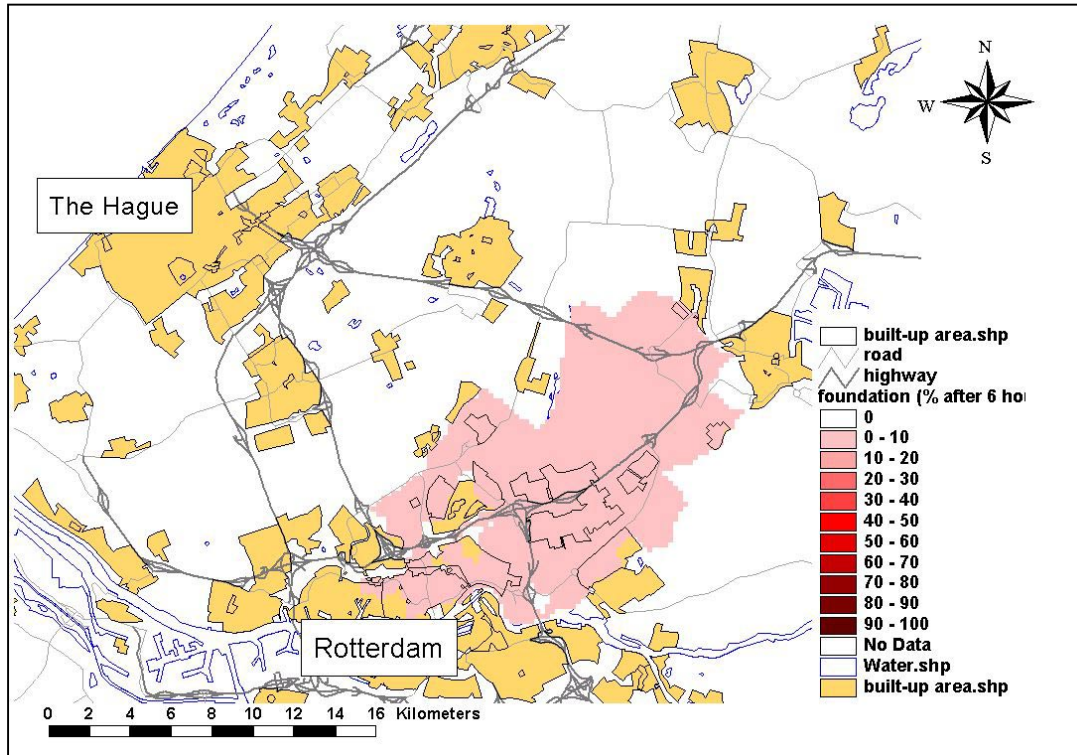 N
W
S
The Hague
Rotterdam
built-up area.shp
road
highway
foundation (% after 6 hou
0
0 - 10
10 - 20
20 - 30
30 - 40
40 - 50
50 - 60
60 - 70
70 - 80
80 - 90
90 - 100
No Data
Water.shp
built-up area.shp
0 2 4 6 8 10 12 14 16 Kilometers